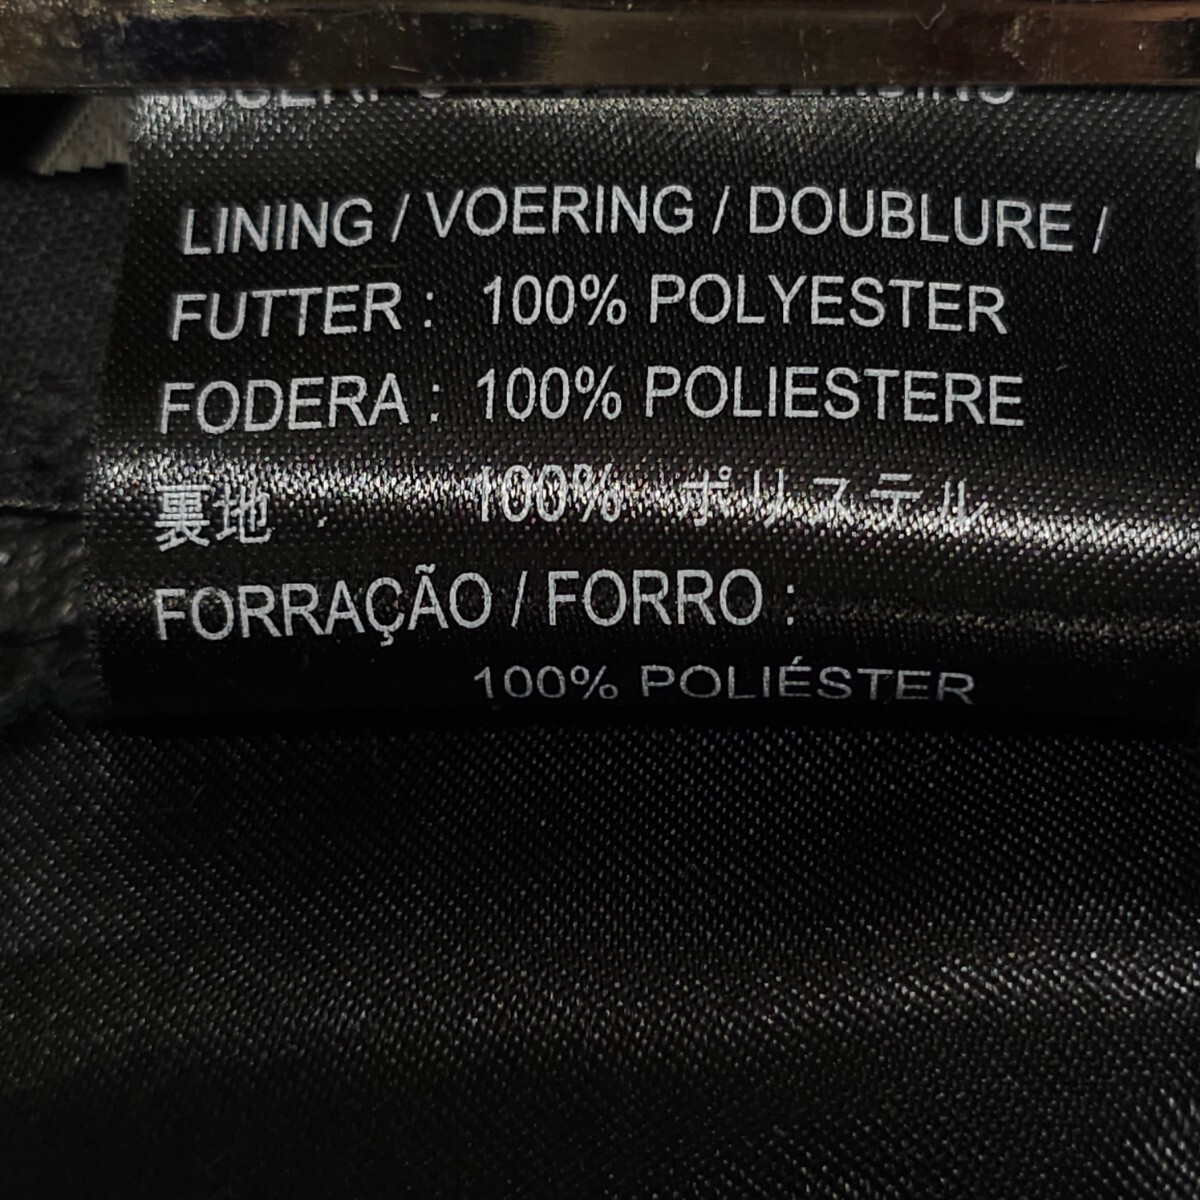 LINING / VOERING / DOUBLURE /
FUTTER : 100% POLYESTER
FODERA : 100% POLIESTERE
裏地 : 100% ポリステル
FORRAÇÃO / FORRO :
100% POLIÉSTER